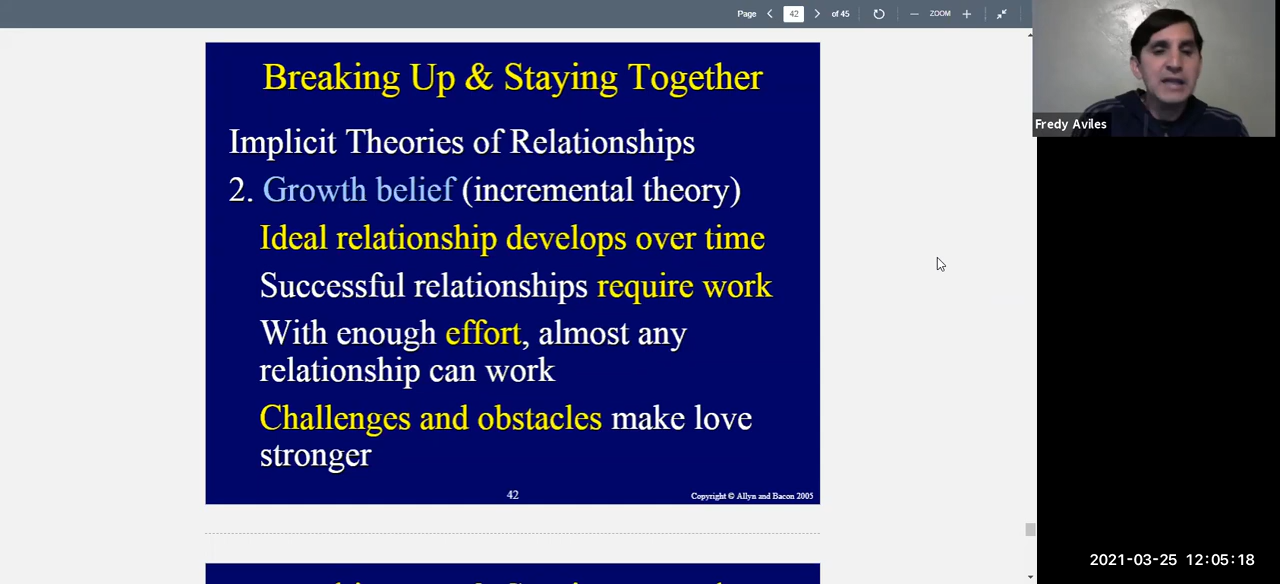 Page 42 of 45 ZOOM
Breaking Up & Staying Together
Implicit Theories of Relationships
2. Growth belief (incremental theory)
Ideal relationship develops over time
Successful relationships require work
With enough effort, almost any
relationship can work
Challenges and obstacles make love
stronger
42
Copyright © Allyn and Bacon 2005
Fredy Aviles
2021-03-25 12:05:18